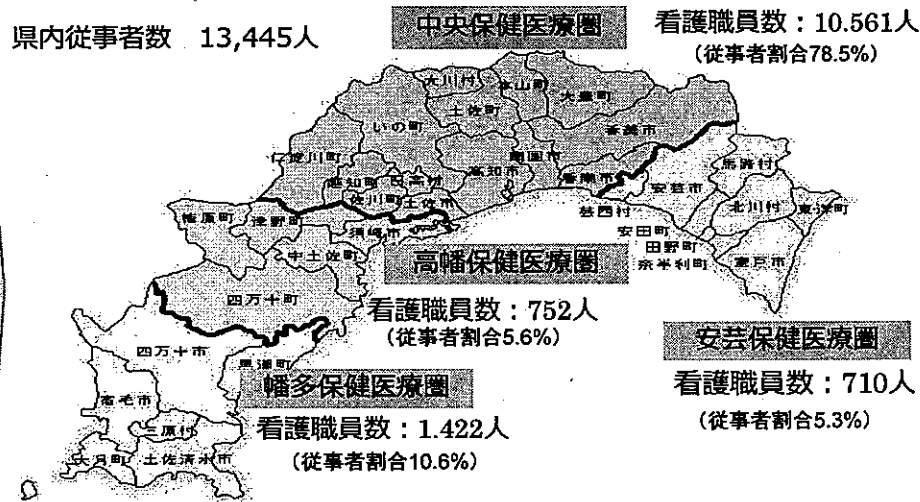 県内従事者数 13,445人
中央保健医療圏
看護職員数：10.561人
(従事者割合78.5%)
大川村
本山町
大豊町
土佐町
いの町
香美市
仁淀川町
南国市
高知市
馬路村
越知町
日高村
香南市
安芸市
佐川町
土佐市
北川村
東洋町
梼原町
津野町
須崎市
芸西村
安田町
田野町
奈半利町
室戸市
中土佐町
高幡保健医療圏
四万十町
看護職員数：752人
(従事者割合5.6%)
安芸保健医療圏
看護職員数：710人
(従事者割合5.3%)
四万十市
黒潮町
幡多保健医療圏
宿毛市
看護職員数：1.422人
(従事者割合10.6%)
三原村
大月町
土佐清水市